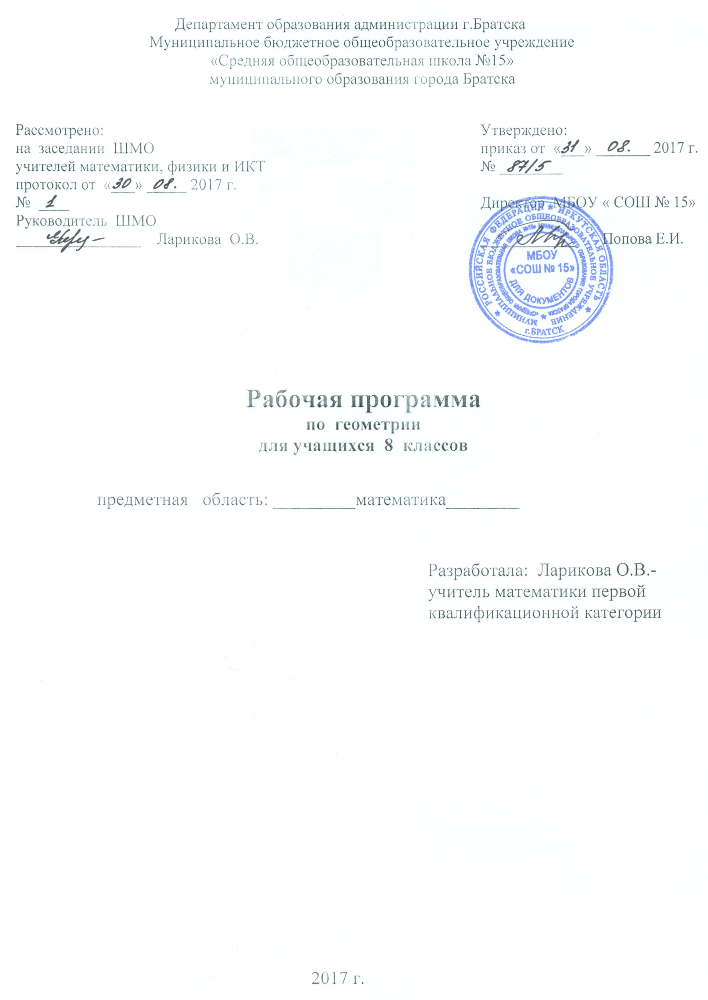 Департамент образования администрации г.Братска
Муниципальное бюджетное общеобразовательное учреждение
«Средняя общеобразовательная школа №15»
муниципального образования города Братска
Рассмотрено:
на заседании ШМО
учителей математики, физики и ИКТ
протокол от «30» 08. 2017 г.
№ 1
Руководитель ШМО
Ларикова О.В.
Утверждено:
приказ от «31» 08. 2017 г.
№ 87/5
Директор МБОУ « СОШ № 15»
Попова Е.И.
РОССИЙСКАЯ ФЕДЕРАЦИЯ * ИРКУТСКАЯ ОБЛАСТЬ *
г.БРАТСК *
МУНИЦИПАЛЬНОЕ БЮДЖЕТНОЕ ОБЩЕОБРАЗОВАТЕЛЬНОЕ УЧРЕЖДЕНИЕ
«СРЕДНЯЯ ОБЩЕОБРАЗОВАТЕЛЬНАЯ ШКОЛА №15» МУНИЦИПАЛЬНОГО ОБРАЗОВАНИЯ ГОРОДА БРАТСКА *
МБОУ
«СОШ № 15»
ДЛЯ ДОКУМЕНТОВ
Рабочая программа
по геометрии
для учащихся 8 классов
предметная область: _________математика________
Разработала: Ларикова О.В.-
учитель математики первой
квалификационной категории
2017 г.